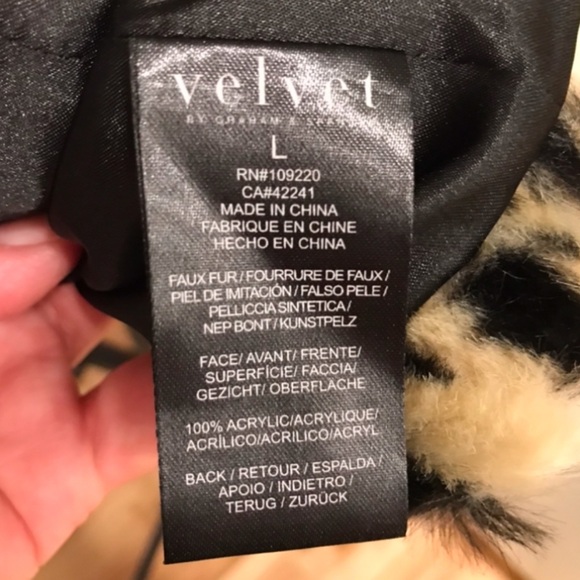 velvet
BY GRAHAM & SPENCER
L
RN#109220
CA#42241
MADE IN CHINA
FABRIQUE EN CHINE
HECHO EN CHINA
FAUX FUR / FOURRURE DE FAUX /
PIEL DE IMITACIÓN / FALSO PELE /
PELLICCIA SINTETICA /
NEP BONT / KUNSTPELZ
FACE / AVANT / FRENTE /
SUPERFÍCIE / FACCIA /
GEZICHT / OBERFLACHE
100% ACRYLIC/ACRYLIQUE/
ACRÍLICO/ACRILICO/ACRYL
BACK / RETOUR / ESPALDA /
APOIO / INDIETRO /
TERUG / ZURÜCK